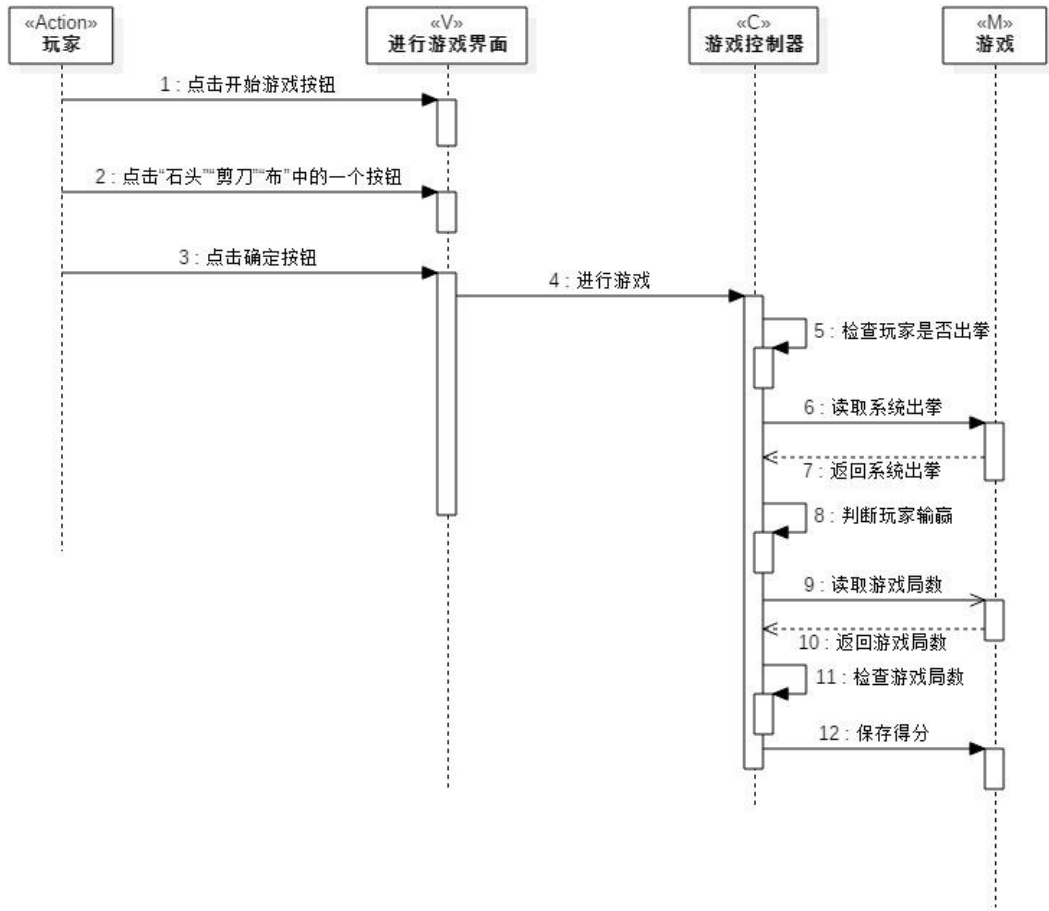 «Action»
玩家
«V»
进行游戏界面
«C»
游戏控制器
«M»
游戏
1 : 点击开始游戏按钮
2 : 点击“石头”“剪刀”“布”中的一个按钮
3 : 点击确定按钮
4 : 进行游戏
5 : 检查玩家是否出拳
6 : 读取系统出拳
7 : 返回系统出拳
8 : 判断玩家输赢
9 : 读取游戏局数
10 : 返回游戏局数
11 : 检查游戏局数
12 : 保存得分